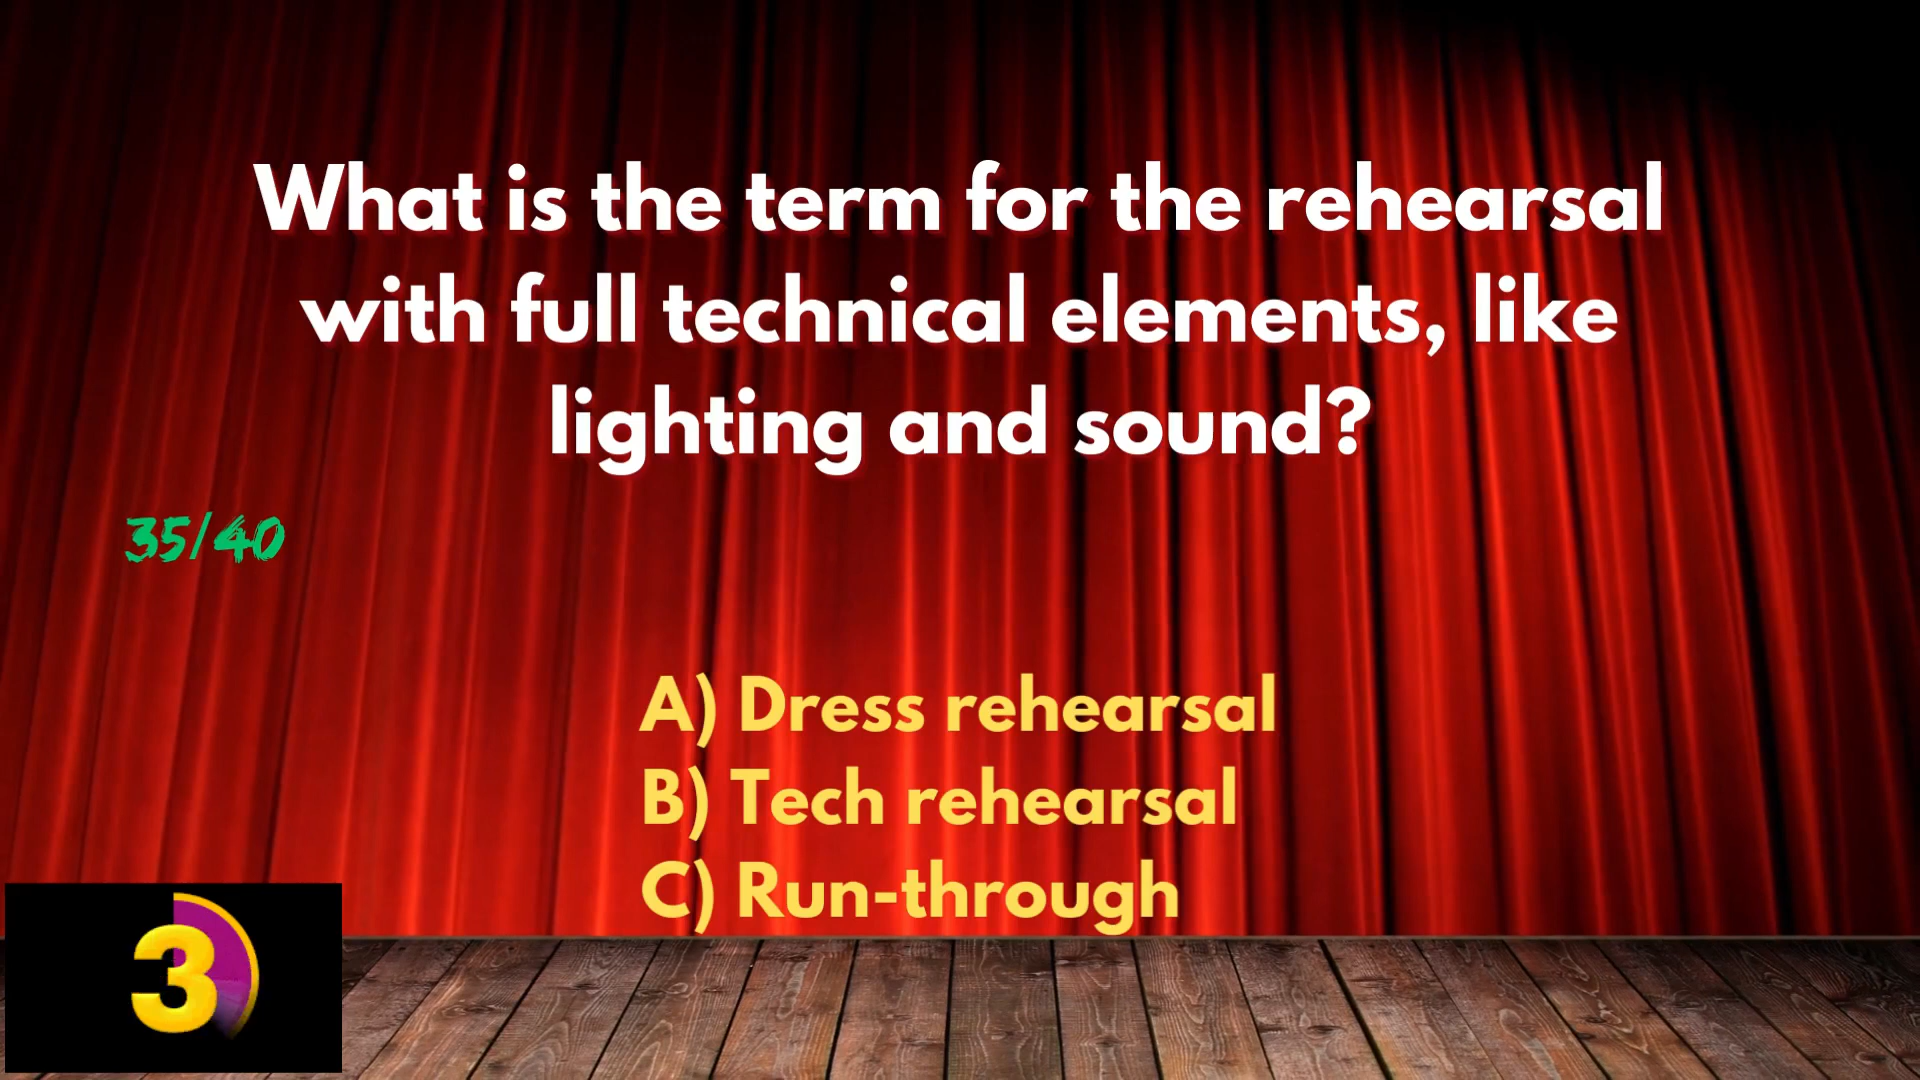 What is the term for the rehearsal
with full technical elements, like
lighting and sound?
35/40
A) Dress rehearsal
B) Tech rehearsal
C) Run-through
3